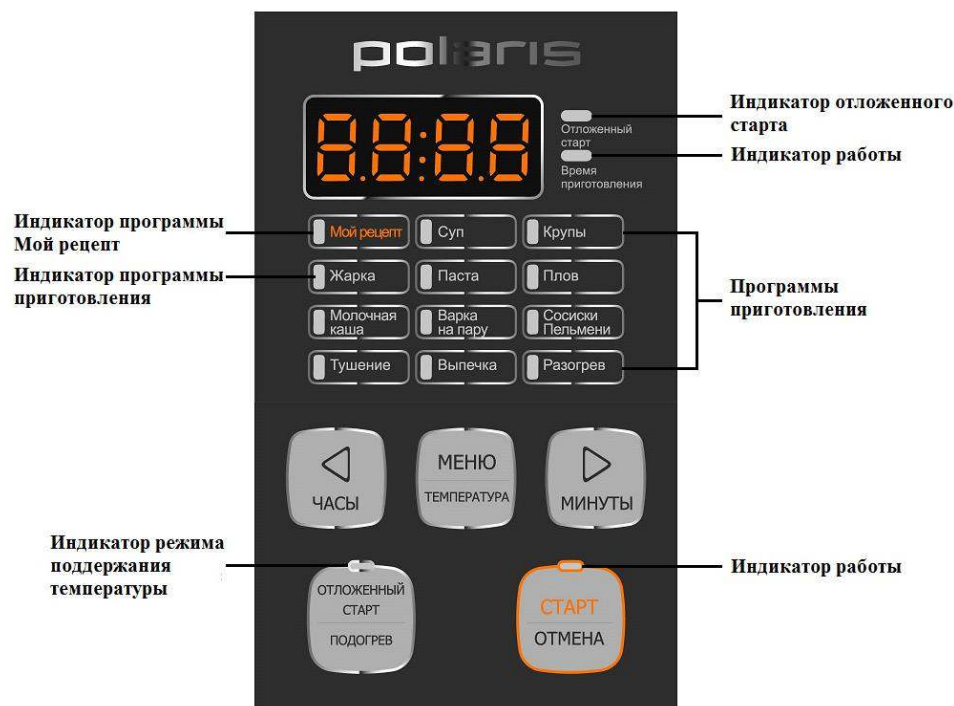 polaris
88:88
Индикатор отложенного
старта
Отложенный
старт
Индикатор работы
Время
приготовления
Индикатор программы
Мой рецепт
Мой рецепт
Суп
Крупы
Индикатор программы
приготовления
Жарка
Паста
Плов
Программы
приготовления
Молочная
каша
Варка
на пару
Сосиски
Пельмени
Тушение
Выпечка
Разогрев
ЧАСЫ
МЕНЮ
ТЕМПЕРАТУРА
МИНУТЫ
Индикатор режима
поддержания
температуры
ОТЛОЖЕННЫЙ
СТАРТ
ПОДОГРЕВ
СТАРТ
ОТМЕНА
Индикатор работы